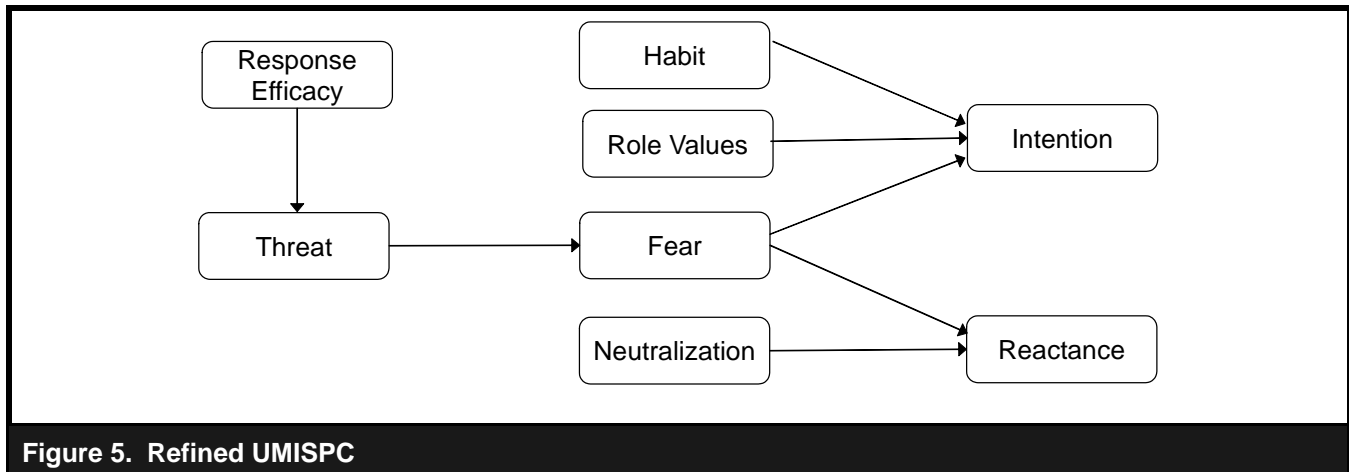 Response
Efficacy
Habit
Role Values
Intention
Threat
Fear
Neutralization
Reactance
Figure 5. Refined UMISPC